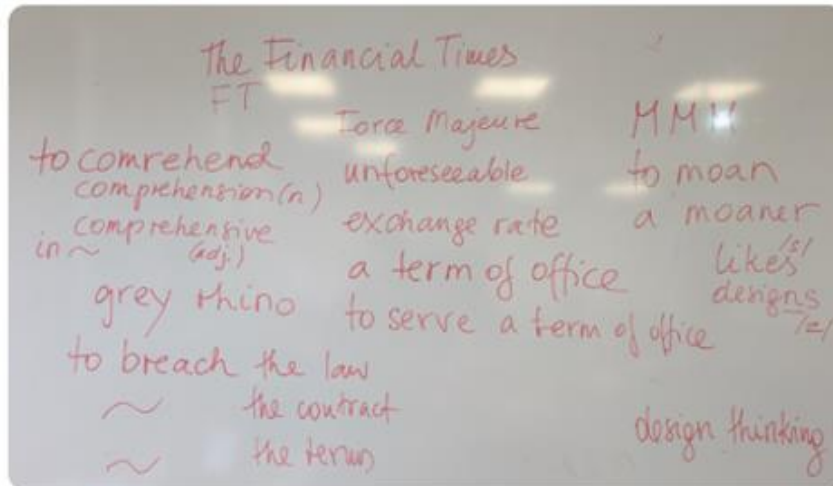 The Financial Times
FT
Force Majeure
MMM
to comrehend
comprehension (n)
comprehensive
(adj.)
in ~
grey rhino
unforeseeable
exchange rate
a term of office
to serve a term of office
to moan
a moaner
likes /s/
designs /z/
to breach the law
~ the contract
~ the terms
design thinking